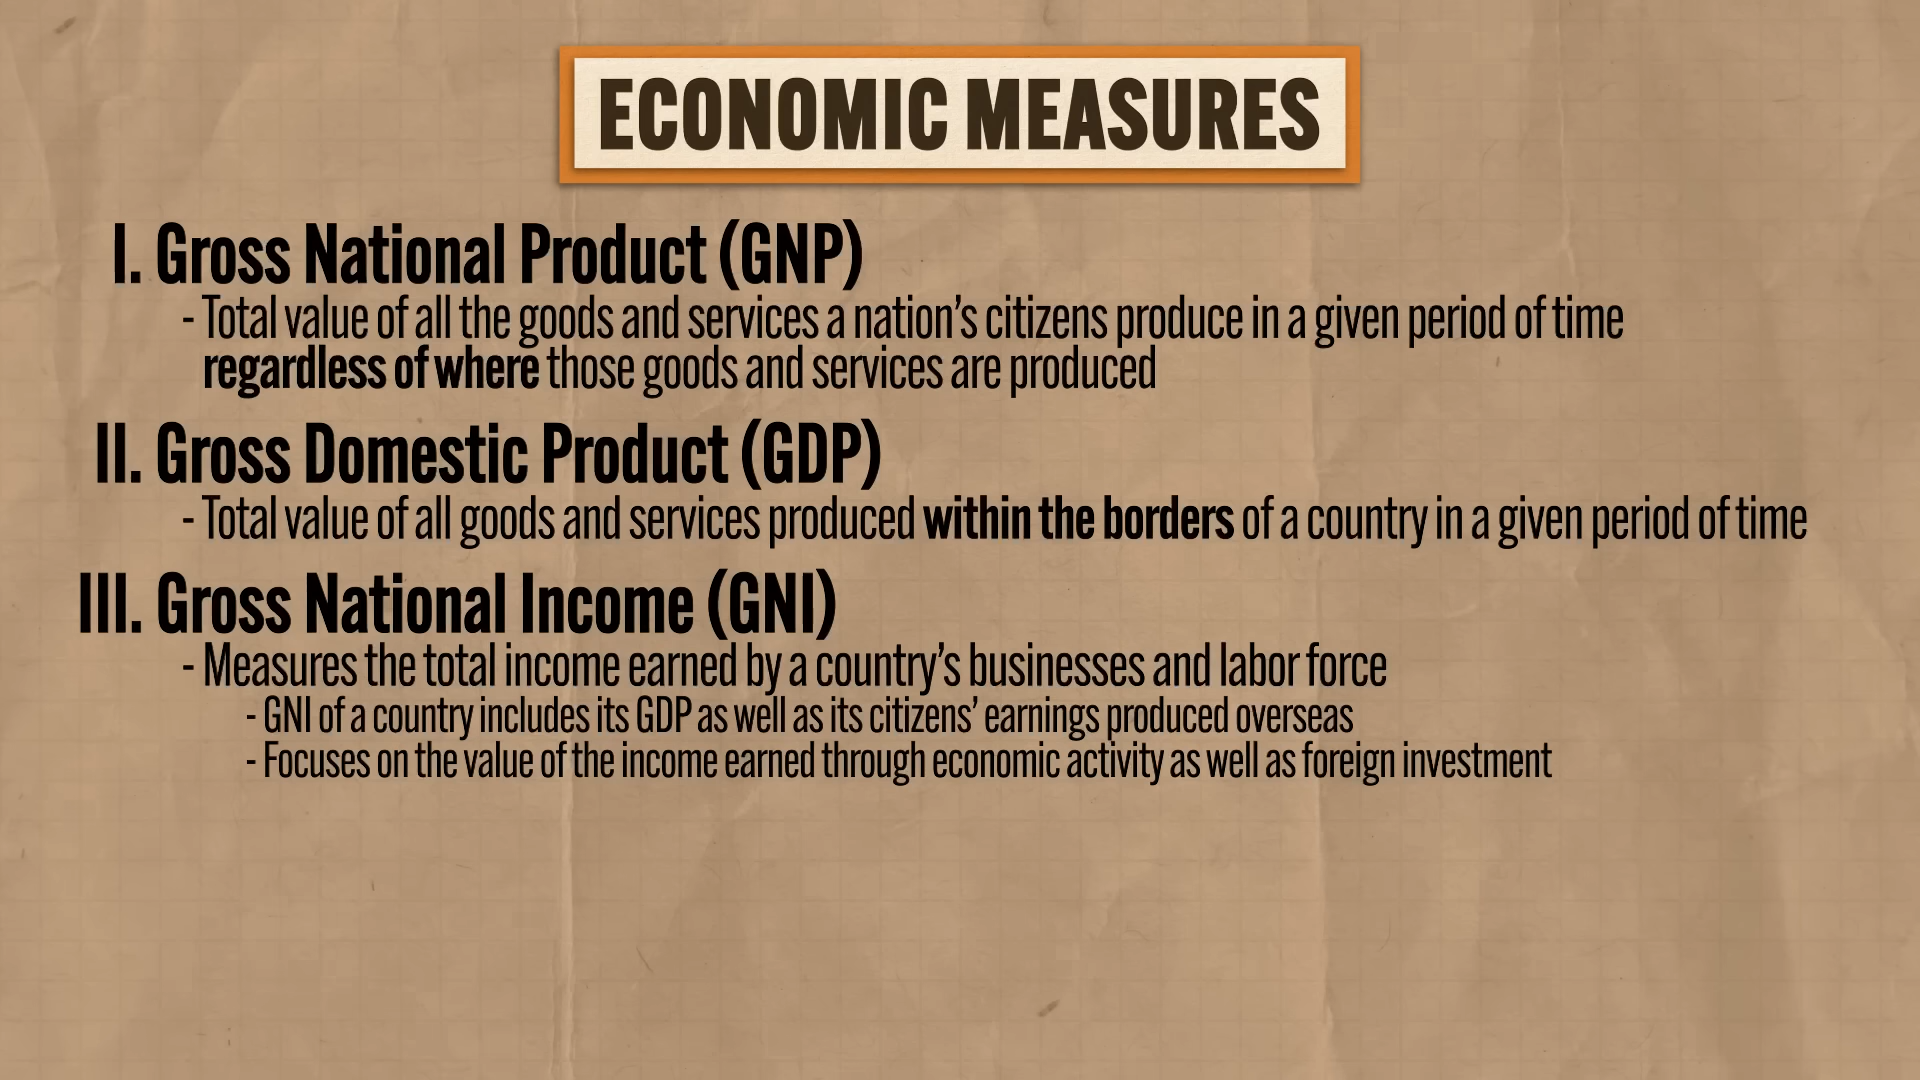 ECONOMIC MEASURES
I. Gross National Product (GNP)
- Total value of all the goods and services a nation’s citizens produce in a given period of time
regardless of where those goods and services are produced
II. Gross Domestic Product (GDP)
- Total value of all goods and services produced within the borders of a country in a given period of time
III. Gross National Income (GNI)
- Measures the total income earned by a country’s businesses and labor force
- GNI of a country includes its GDP as well as its citizens’ earnings produced overseas
- Focuses on the value of the income earned through economic activity as well as foreign investment